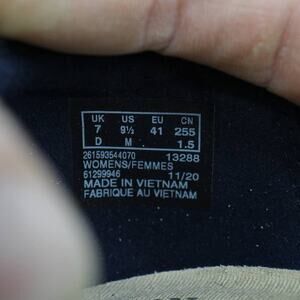 UK US EU CN
7 9½ 41 255
D M 1.5
261593544070 13288
WOMENS/FEMMES
61299946 11/20
MADE IN VIETNAM
FABRIQUE AU VIETNAM